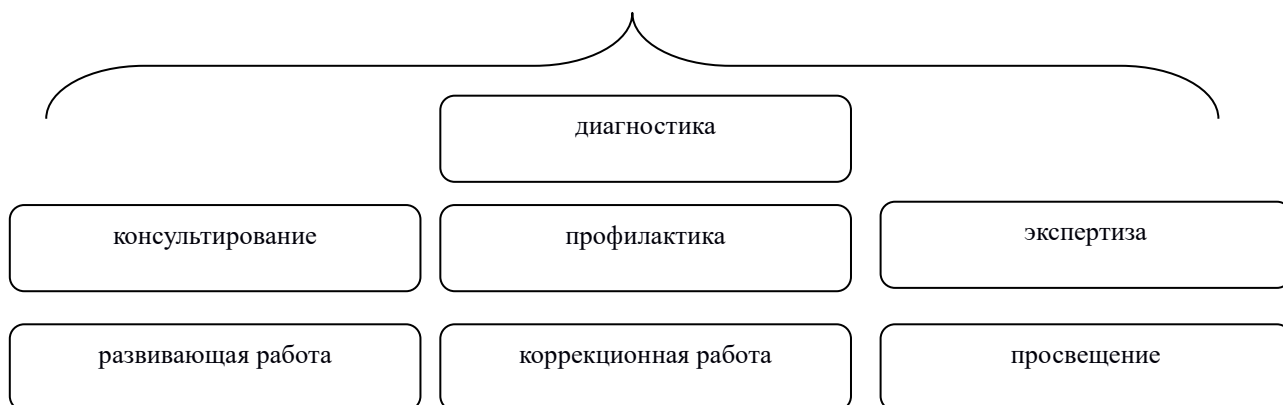 диагностика
консультирование
профилактика
экспертиза
развивающая работа
коррекционная работа
просвещение